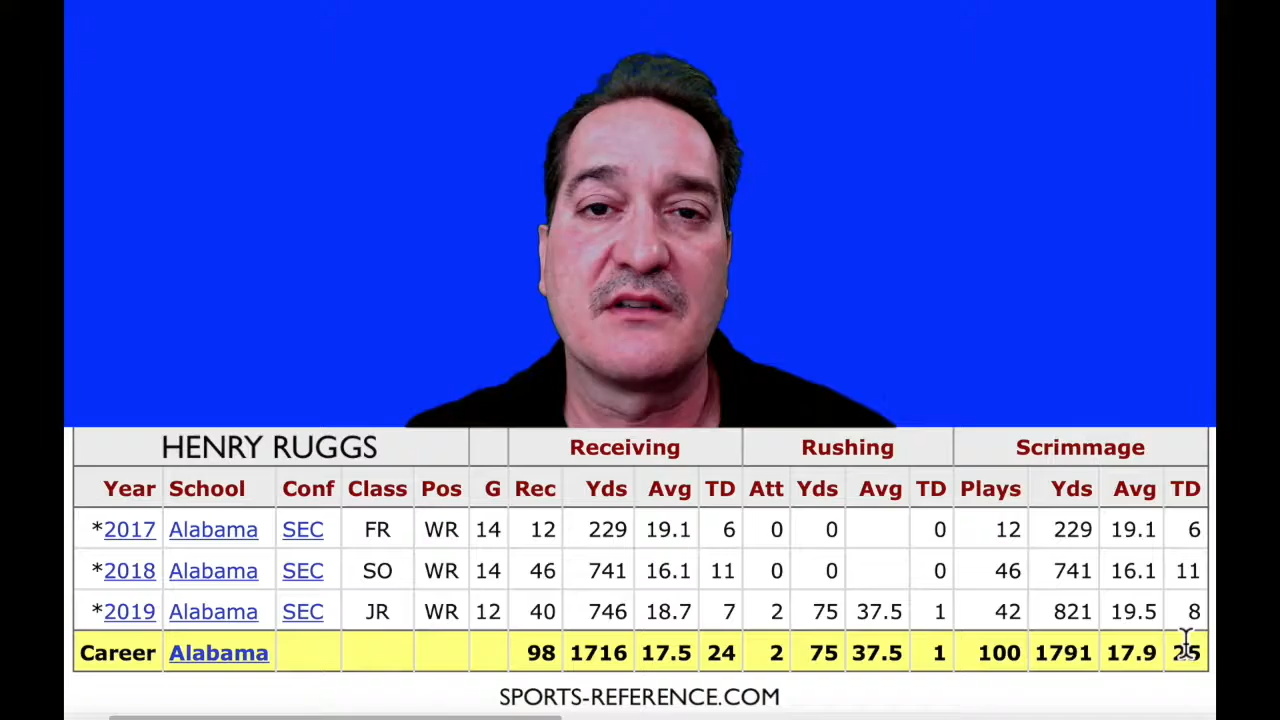 HENRY RUGGS Receiving Rushing Scrimmage
Year School Conf Class Pos G Rec Yds Avg TD Att Yds Avg TD Plays Yds Avg TD
*2017 Alabama SEC FR WR 14 12 229 19.1 6 0 0 0 12 229 19.1 6
*2018 Alabama SEC SO WR 14 46 741 16.1 11 0 0 0 46 741 16.1 11
*2019 Alabama SEC JR WR 12 40 746 18.7 7 2 75 37.5 1 42 821 19.5 8
Career Alabama 98 1716 17.5 24 2 75 37.5 1 100 1791 17.9 25
SPORTS-REFERENCE.COM